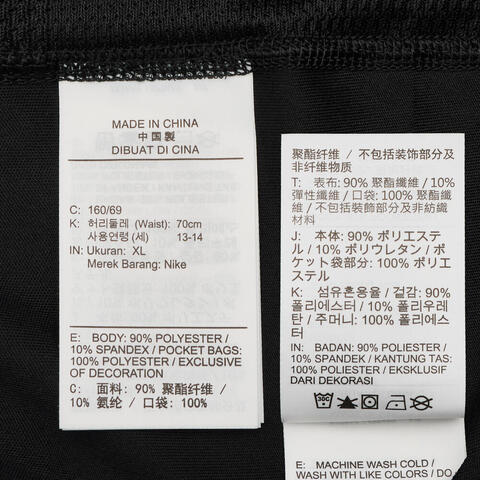 MADE IN CHINA
中国製
DIBUAT DI CINA
C: 160/69
K: 허리둘레 (Waist): 70cm
사용연령 (세) 13-14
IN: Ukuran: XL
Merek Barang: Nike
E: BODY: 90% POLYESTER /
10% SPANDEX / POCKET BAGS:
100% POLYESTER / EXCLUSIVE
OF DECORATION
C: 面料: 90% 聚酯纤维 /
10% 氨纶 / 口袋: 100%
聚酯纤维 / 不包括装饰部分及
非纤维物质
T: 表布: 90% 聚酯纖維 / 10%
彈性纖維 / 口袋: 100% 聚酯纖維
/ 不包括裝飾部分及非紡織
材料
J: 本体: 90% ポリエステル
/ 10% ポリウレタン / ポ
ケット袋部分: 100% ポリエ
ステル
K: 섬유혼용율 / 겉감: 90%
폴리에스터 / 10% 폴리우레
탄 / 주머니: 100% 폴리에스터
IN: BADAN: 90% POLIESTER /
10% SPANDEK / KANTUNG TAS:
100% POLIESTER / EKSKLUSIF
DARI DEKORASI
30°C
E: MACHINE WASH COLD /
WASH WITH LIKE COLORS / DO